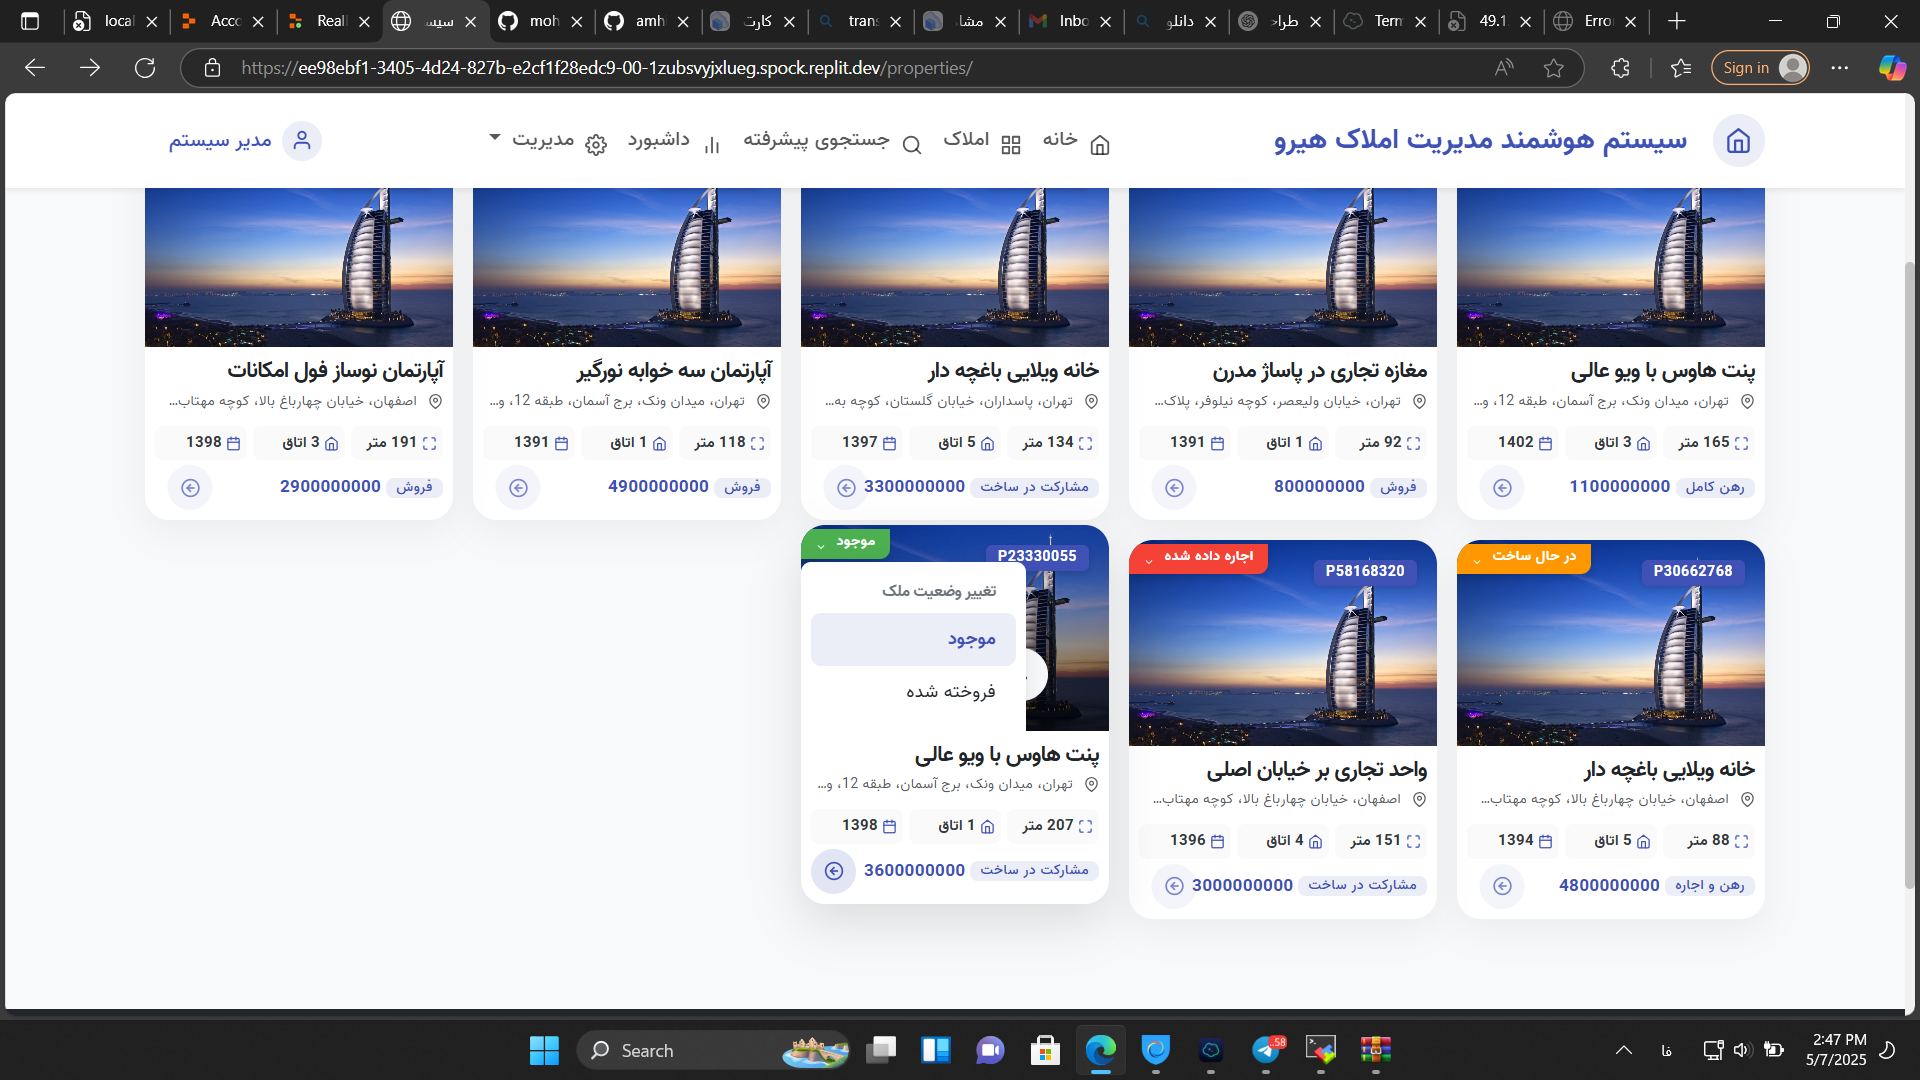 local
Acco
Reall
سیس
moh
amh
کارت
tran
مشا
Inbo
دانلو
طراح
Term
49.1
Erro
https://ee98ebf1-3405-4d24-827b-e2cf1f28edc9-00-1zubsvyjxlueg.spock.replit.dev/properties/
Sign in
سیستم هوشمند مدیریت املاک هیرو
خانه
املاک
جستجوی پیشرفته
داشبورد
مدیریت
مدیر سیستم
پنت هاوس با ویو عالی
تهران، میدان ونک، برج آسمان، طبقه 12، و...
165 متر
3 اتاق
1402
رهن کامل
1100000000
مغازه تجاری در پاساژ مدرن
تهران، خیابان ولیعصر، کوچه نیلوفر، پلاک...
92 متر
1 اتاق
1391
فروش
800000000
خانه ویلایی باغچه دار
تهران، پاسداران، خیابان گلستان، کوچه به...
134 متر
5 اتاق
1397
مشارکت در ساخت
3300000000
آپارتمان سه خوابه نورگیر
تهران، میدان ونک، برج آسمان، طبقه 12، و...
118 متر
1 اتاق
1391
فروش
4900000000
آپارتمان نوساز فول امکانات
اصفهان، خیابان چهارباغ بالا، کوچه مهتاب...
191 متر
3 اتاق
1398
فروش
2900000000
P30662768
در حال ساخت
خانه ویلایی باغچه دار
اصفهان، خیابان چهارباغ بالا، کوچه مهتاب...
88 متر
5 اتاق
1394
رهن و اجاره
4800000000
P58168320
اجاره داده شده
واحد تجاری بر خیابان اصلی
اصفهان، خیابان چهارباغ بالا، کوچه مهتاب...
151 متر
4 اتاق
1396
مشارکت در ساخت
3000000000
P23330055
موجود
تغییر وضعیت ملک
موجود
فروخته شده
پنت هاوس با ویو عالی
تهران، میدان ونک، برج آسمان، طبقه 12، و...
207 متر
1 اتاق
1398
مشارکت در ساخت
3600000000
Search
58
فا
2:47 PM
5/7/2025